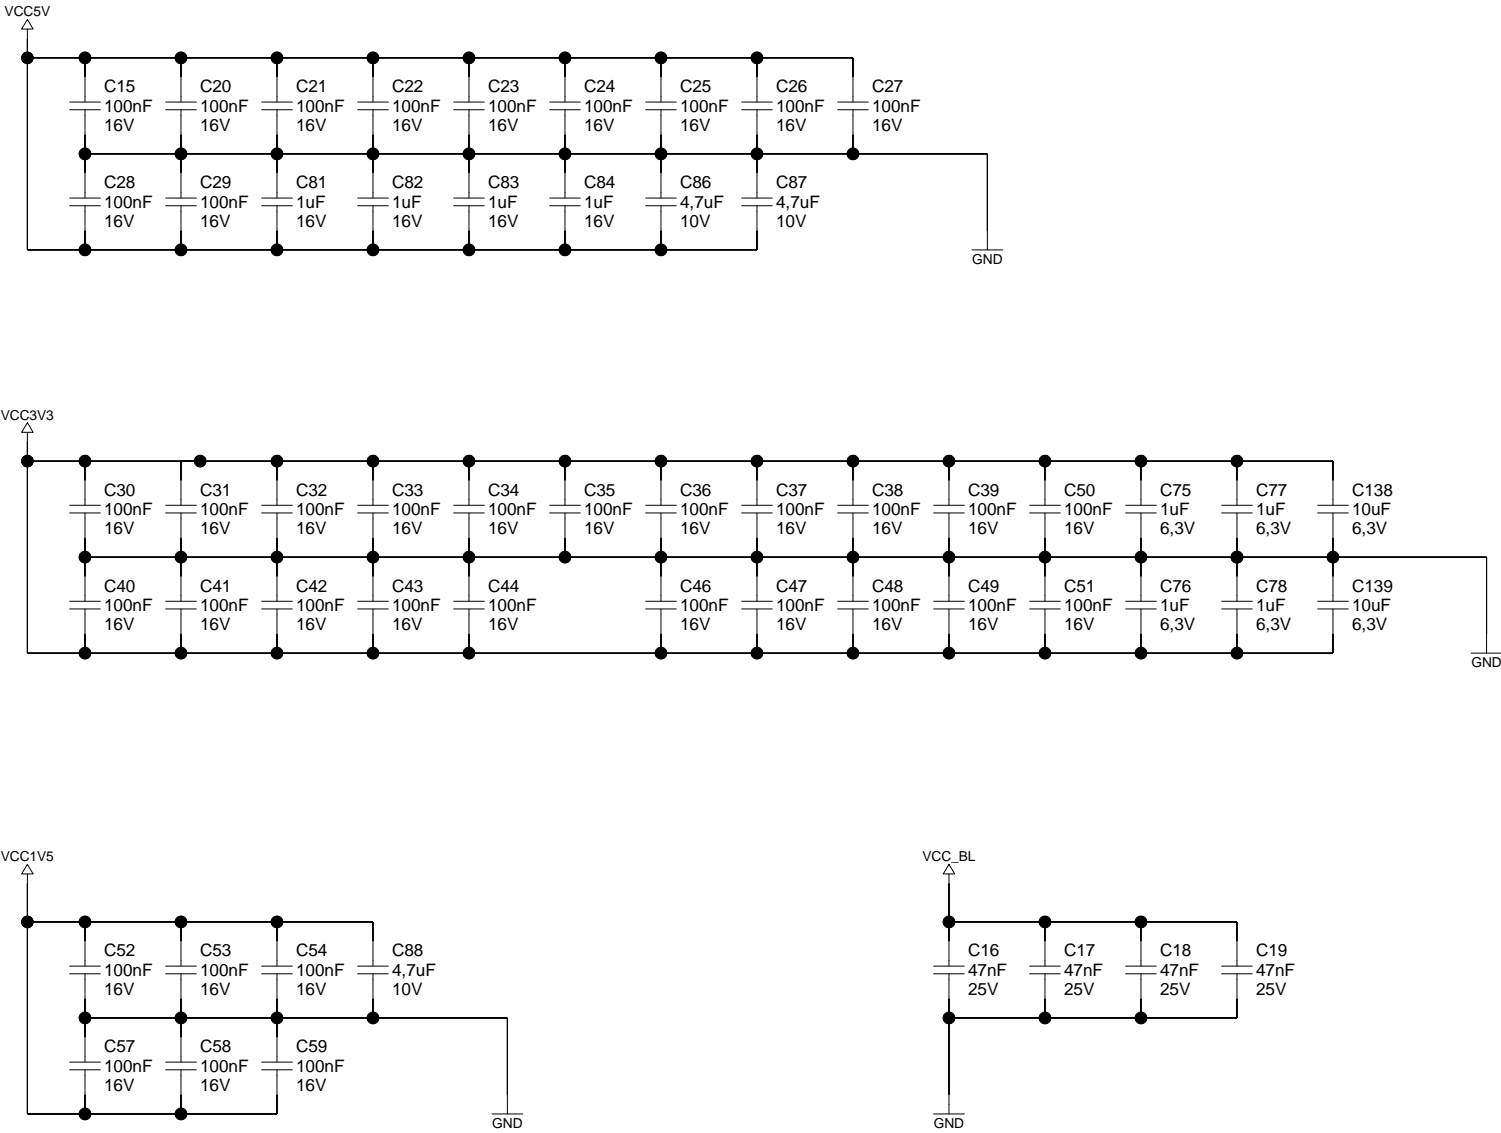 VCC5V
C15 C20 C21 C22 C23 C24 C25 C26 C27
100nF 100nF 100nF 100nF 100nF 100nF 100nF 100nF 100nF
16V 16V 16V 16V 16V 16V 16V 16V 16V
C28 C29 C81 C82 C83 C84 C86 C87
100nF 100nF 1uF 1uF 1uF 1uF 4,7uF 4,7uF
16V 16V 16V 16V 16V 16V 10V 10V
GND
VCC3V3
C30 C31 C32 C33 C34 C35 C36 C37 C38 C39 C50 C75 C77 C138
100nF 100nF 100nF 100nF 100nF 100nF 100nF 100nF 100nF 100nF 100nF 1uF 1uF 10uF
16V 16V 16V 16V 16V 16V 16V 16V 16V 16V 16V 6,3V 6,3V 6,3V
C40 C41 C42 C43 C44 C46 C47 C48 C49 C51 C76 C78 C139
100nF 100nF 100nF 100nF 100nF 100nF 100nF 100nF 100nF 100nF 1uF 1uF 10uF
16V 16V 16V 16V 16V 16V 16V 16V 16V 16V 6,3V 6,3V 6,3V
GND
VCC1V5
C52 C53 C54 C88
100nF 100nF 100nF 4,7uF
16V 16V 16V 10V
C57 C58 C59
100nF 100nF 100nF
16V 16V 16V
GND
VCC_BL
C16 C17 C18 C19
47nF 47nF 47nF 47nF
25V 25V 25V 25V
GND